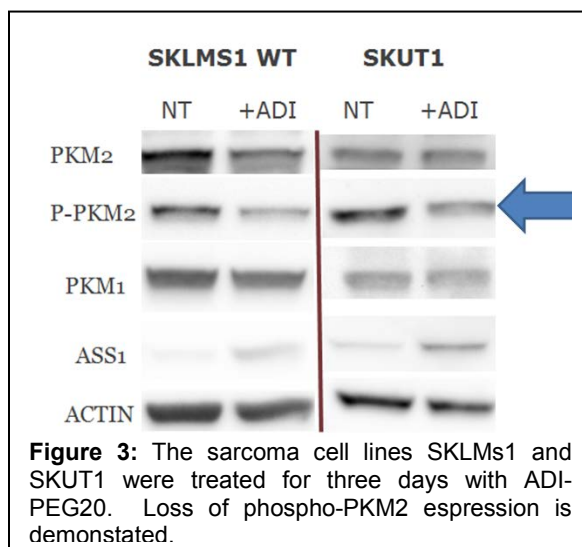 SKLMS1 WT SKUT1
NT +ADI NT +ADI
PKM2
P-PKM2
PKM1
ASS1
ACTIN
Figure 3: The sarcoma cell lines SKLMs1 and
SKUT1 were treated for three days with ADI-
PEG20. Loss of phospho-PKM2 espression is
demonstated.